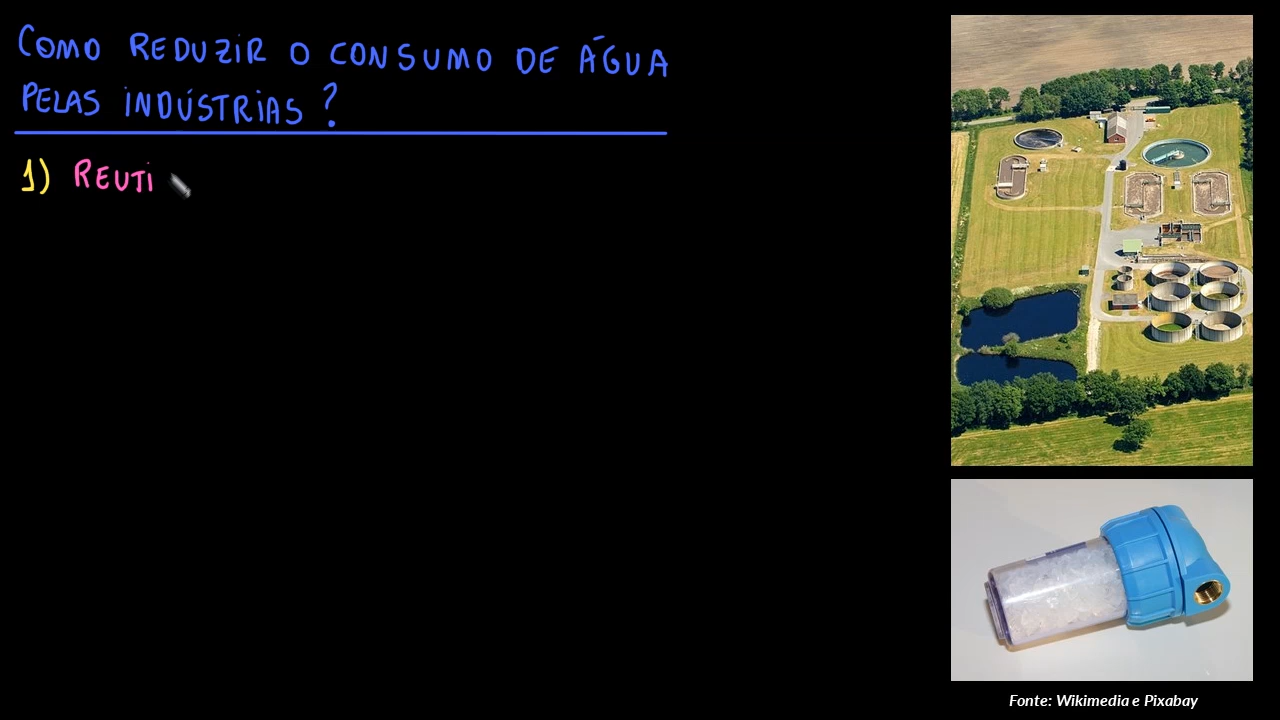 COMO REDUZIR O CONSUMO DE ÁGUA
PELAS INDÚSTRIAS?
1) REUTI
Fonte: Wikimedia e Pixabay